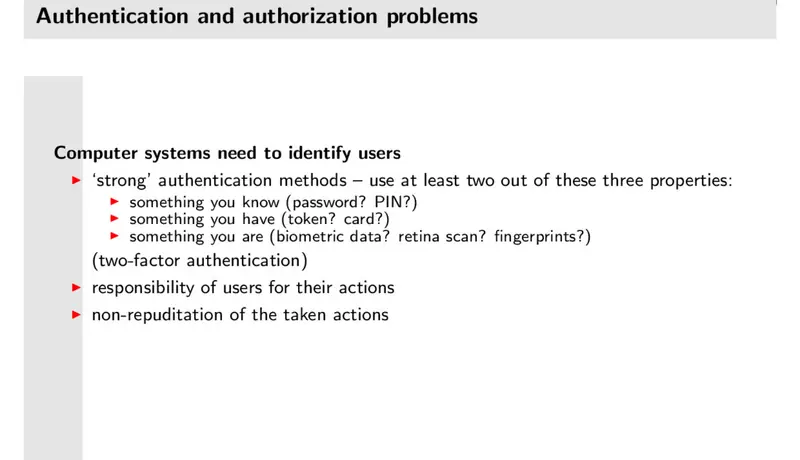 Authentication and authorization problems
Computer systems need to identify users
‘strong’ authentication methods – use at least two out of these three properties:
something you know (password? PIN?)
something you have (token? card?)
something you are (biometric data? retina scan? fingerprints?)
(two-factor authentication)
responsibility of users for their actions
non-repuditation of the taken actions